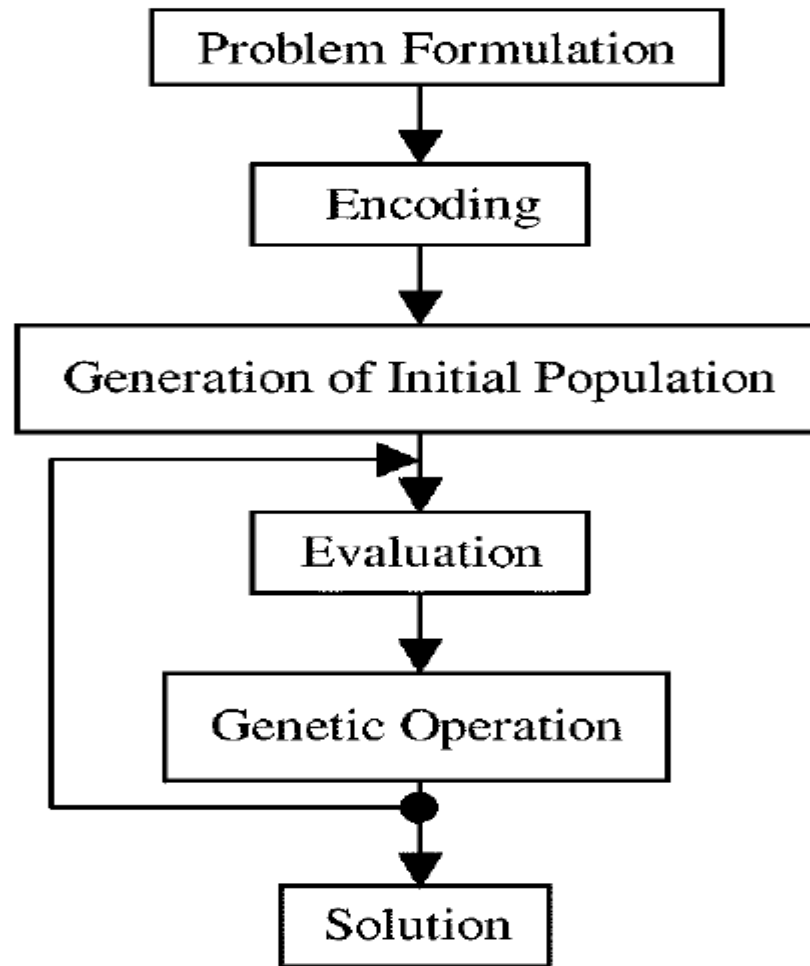 Problem Formulation
Encoding
Generation of Initial Population
Evaluation
Genetic Operation
Solution